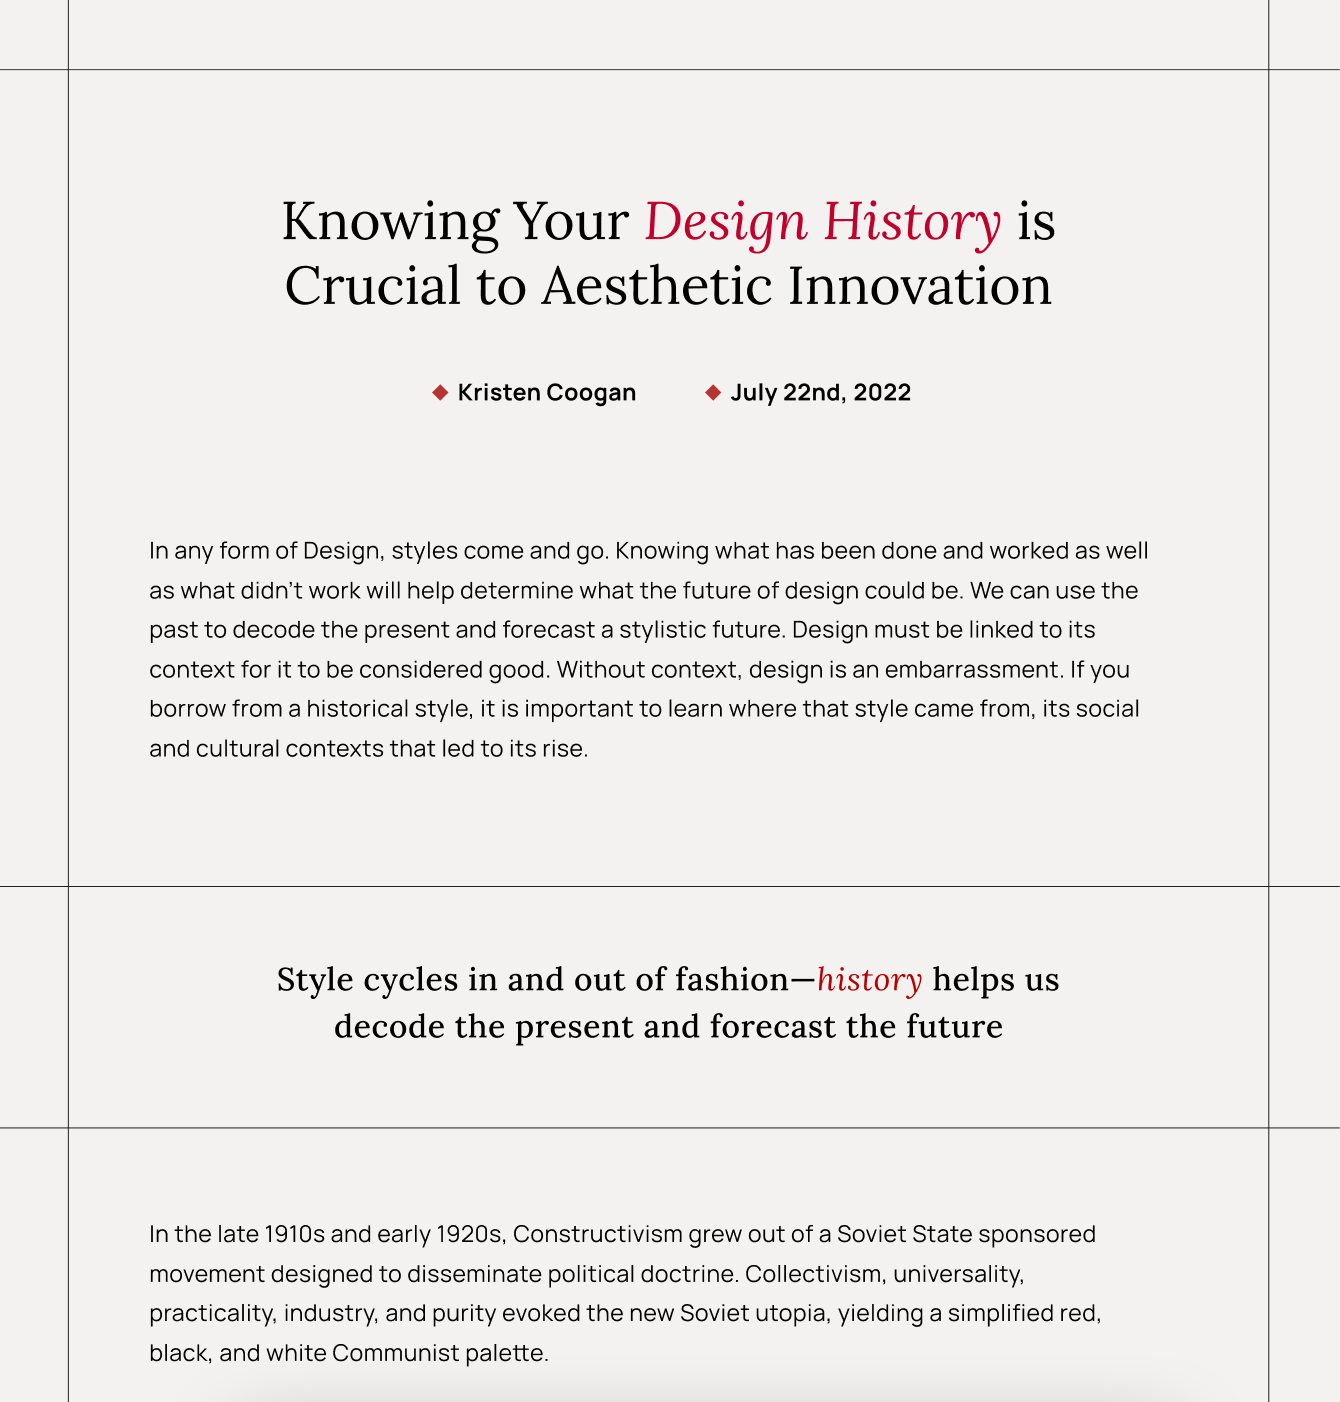 Knowing Your Design History is
Crucial to Aesthetic Innovation
Kristen Coogan
July 22nd, 2022
In any form of Design, styles come and go. Knowing what has been done and worked as well
as what didn’t work will help determine what the future of design could be. We can use the
past to decode the present and forecast a stylistic future. Design must be linked to its
context for it to be considered good. Without context, design is an embarrassment. If you
borrow from a historical style, it is important to learn where that style came from, its social
and cultural contexts that led to its rise.
Style cycles in and out of fashion—history helps us
decode the present and forecast the future
In the late 1910s and early 1920s, Constructivism grew out of a Soviet State sponsored
movement designed to disseminate political doctrine. Collectivism, universality,
practicality, industry, and purity evoked the new Soviet utopia, yielding a simplified red,
black, and white Communist palette.